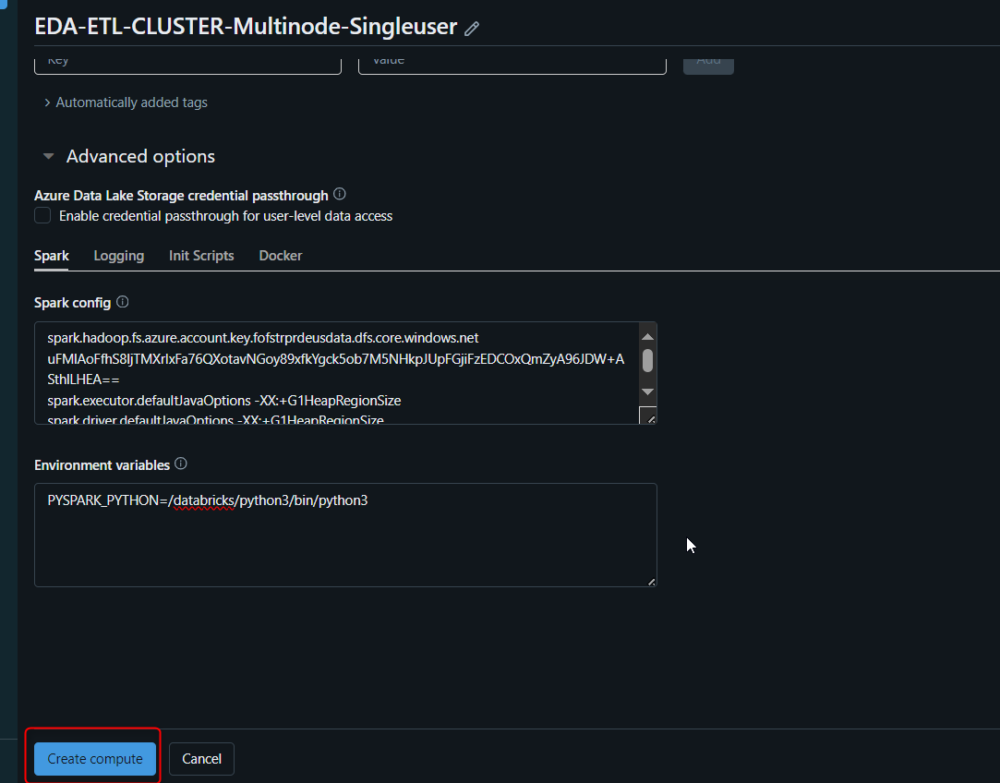 EDA-ETL-CLUSTER-Multinode-Singleuser
Key
Value
Add
Automatically added tags
Advanced options
Azure Data Lake Storage credential passthrough
Enable credential passthrough for user-level data access
Spark
Logging
Init Scripts
Docker
Spark config
spark.hadoop.fs.azure.account.key.fofstrprdeusdata.dfs.core.windows.net
SthlLHEA==
spark.executor.defaultJavaOptions -XX:+G1HeapRegionSize
spark.driver.defaultJavaOptions -XX:+G1HeapRegionSize
Environment variables
PYSPARK_PYTHON=/databricks/python3/bin/python3
Create compute
Cancel